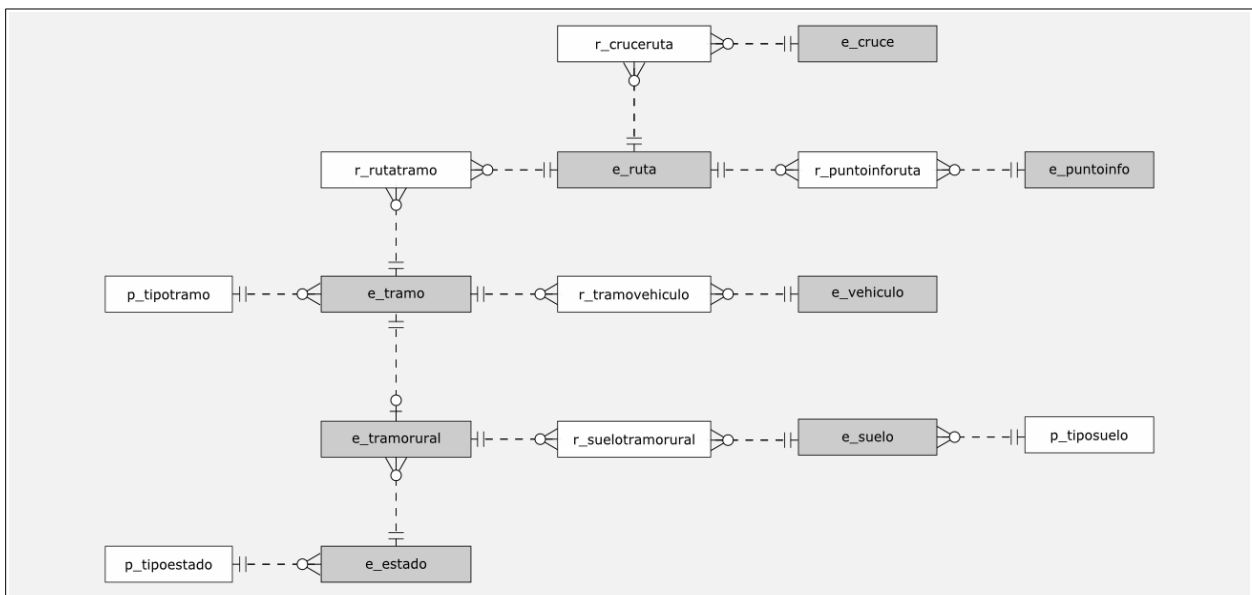 r_cruceruta
e_cruce
r_rutatramo
e_ruta
r_puntoinforuta
e_puntoinfo
p_tipotramo
e_tramo
r_tramovehiculo
e_vehiculo
e_tramorural
r_suelotramorural
e_suelo
p_tiposuelo
p_tipoestado
e_estado